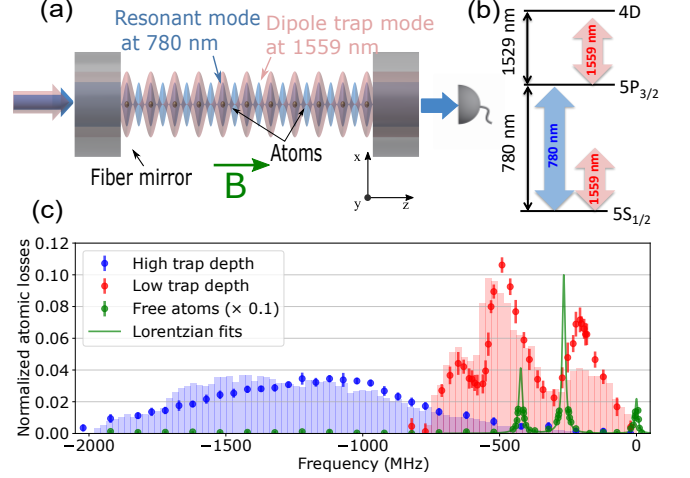 (a)
Resonant mode
at 780 nm
Dipole trap mode
at 1559 nm
Atoms
Fiber mirror
B
x
y
z
(b)
4D
1529 nm
1559 nm
5P3/2
780 nm
780 nm
1559 nm
5S1/2
(c)
Normalized atomic losses
0.12
0.10
0.08
0.06
0.04
0.02
0.00
High trap depth
Low trap depth
Free atoms (× 0.1)
Lorentzian fits
−2000
−1500
−1000
−500
0
Frequency (MHz)